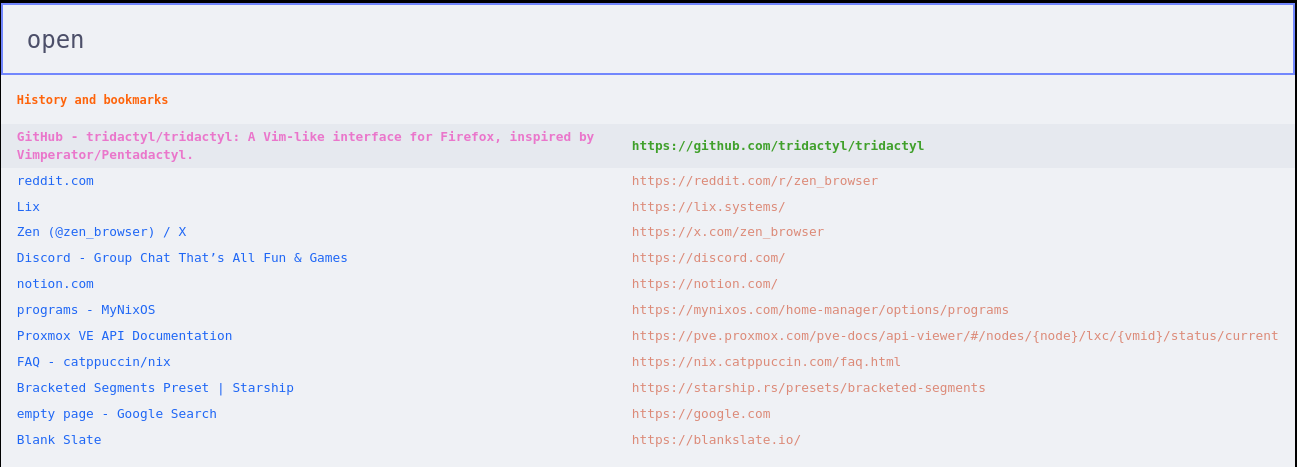 open
History and bookmarks
GitHub - tridactyl/tridactyl: A Vim-like interface for Firefox, inspired by
Vimperator/Pentadactyl.
https://github.com/tridactyl/tridactyl
reddit.com https://reddit.com/r/zen_browser
Lix https://lix.systems/
Zen (@zen_browser) / X https://x.com/zen_browser
Discord - Group Chat That’s All Fun & Games https://discord.com/
notion.com https://notion.com/
programs - MyNixOS https://mynixos.com/home-manager/options/programs
Proxmox VE API Documentation https://pve.proxmox.com/pve-docs/api-viewer/#/nodes/{node}/lxc/{vmid}/status/current
FAQ - catppuccin/nix https://nix.catppuccin.com/faq.html
Bracketed Segments Preset | Starship https://starship.rs/presets/bracketed-segments
empty page - Google Search https://google.com
Blank Slate https://blankslate.io/